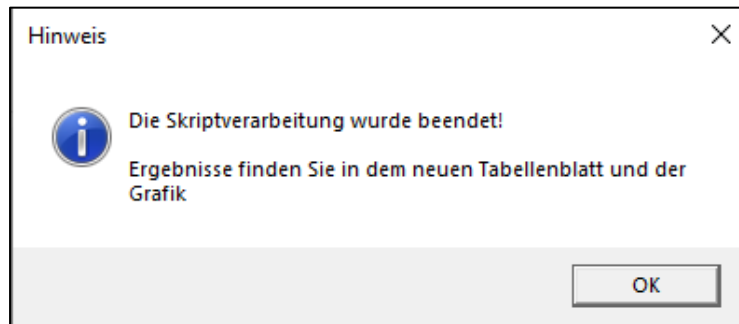 Hinweis
Die Skriptverarbeitung wurde beendet!
Ergebnisse finden Sie in dem neuen Tabellenblatt und der
Grafik
OK